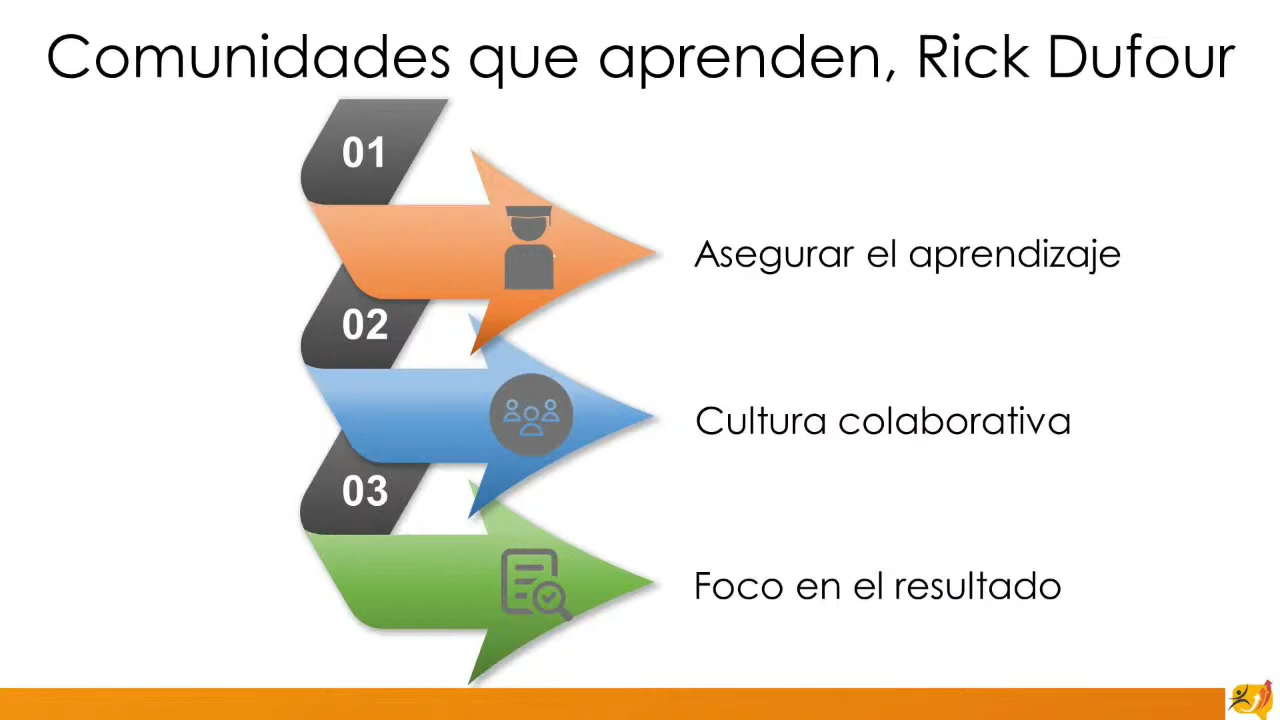 Comunidades que aprenden, Rick Dufour
01
Asegurar el aprendizaje
02
Cultura colaborativa
03
Foco en el resultado